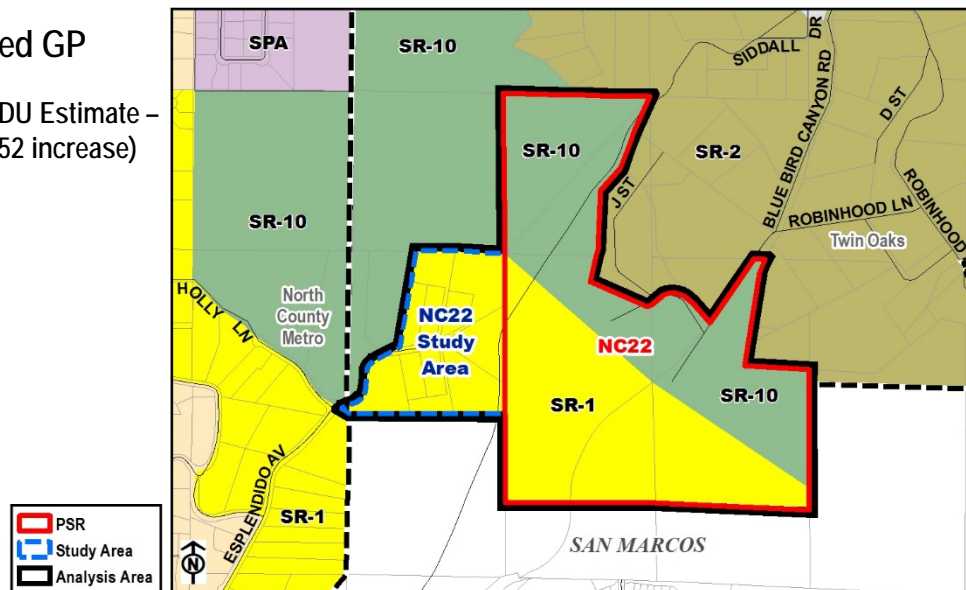 ed GP
DU Estimate –
52 increase)
SPA
SR-10
SIDDALL
DR
SR-10
SR-2
BLUE BIRD CANYON RD
D ST
J ST
ROBINHOOD LN
ROBINHOOD
Twin Oaks
SR-10
HOLLY LN
North
County
Metro
NC22
Study
Area
NC22
SR-1
SR-10
ESPLENDIDO AV
SR-1
SAN MARCOS
PSR
Study Area
Analysis Area
N